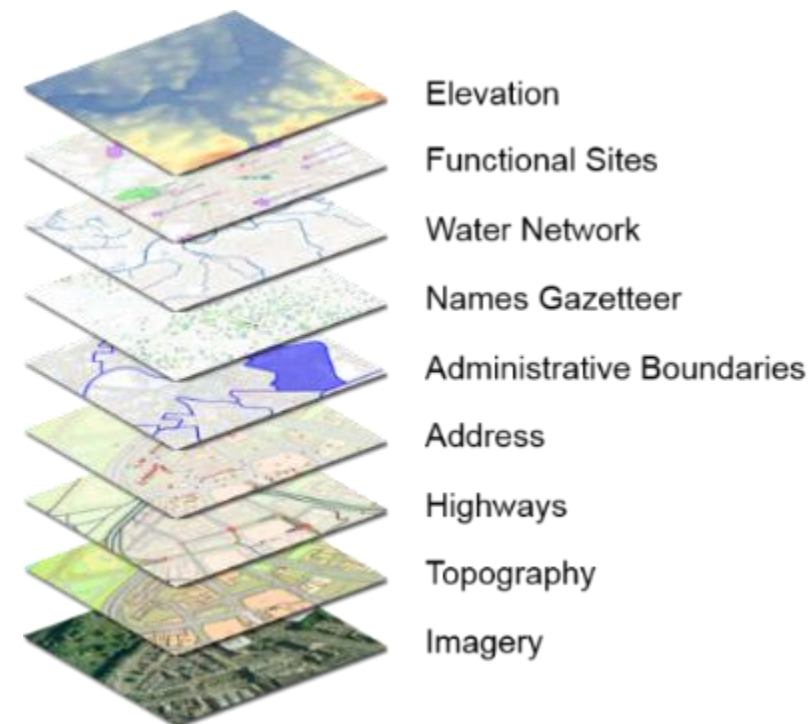 Elevation
Functional Sites
Water Network
Names Gazetteer
Administrative Boundaries
Address
Highways
Topography
Imagery